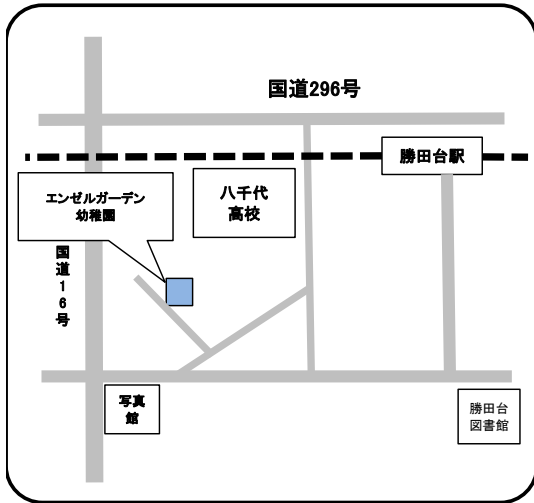 国道296号
勝田台駅
エンゼルガーデン
幼稚園
八千代
高校
国道16号
写真
館
勝田台
図書館